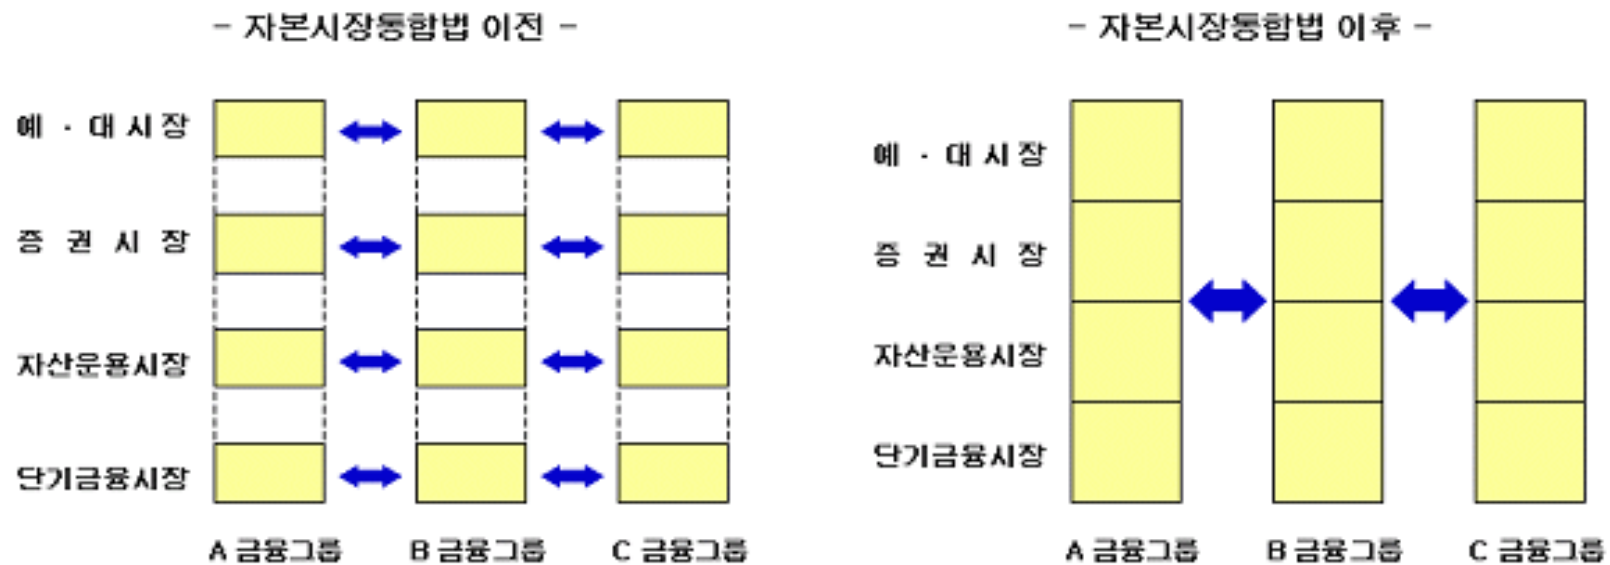 - 자본시장통합법 이전 -
예 · 대 시 장
증 권 시 장
자산운용시장
단기금융시장
A 금융그룹 B 금융그룹 C 금융그룹
- 자본시장통합법 이후 -
예 · 대 시 장
증 권 시 장
자산운용시장
단기금융시장
A 금융그룹 B 금융그룹 C 금융그룹